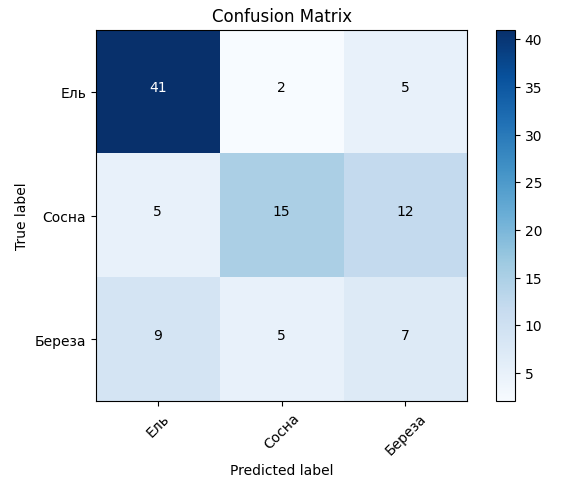 Confusion Matrix
True label
Ель
41
2
5
Сосна
5
15
12
Береза
9
5
7
Ель
Сосна
Береза
Predicted label
40
35
30
25
20
15
10
5